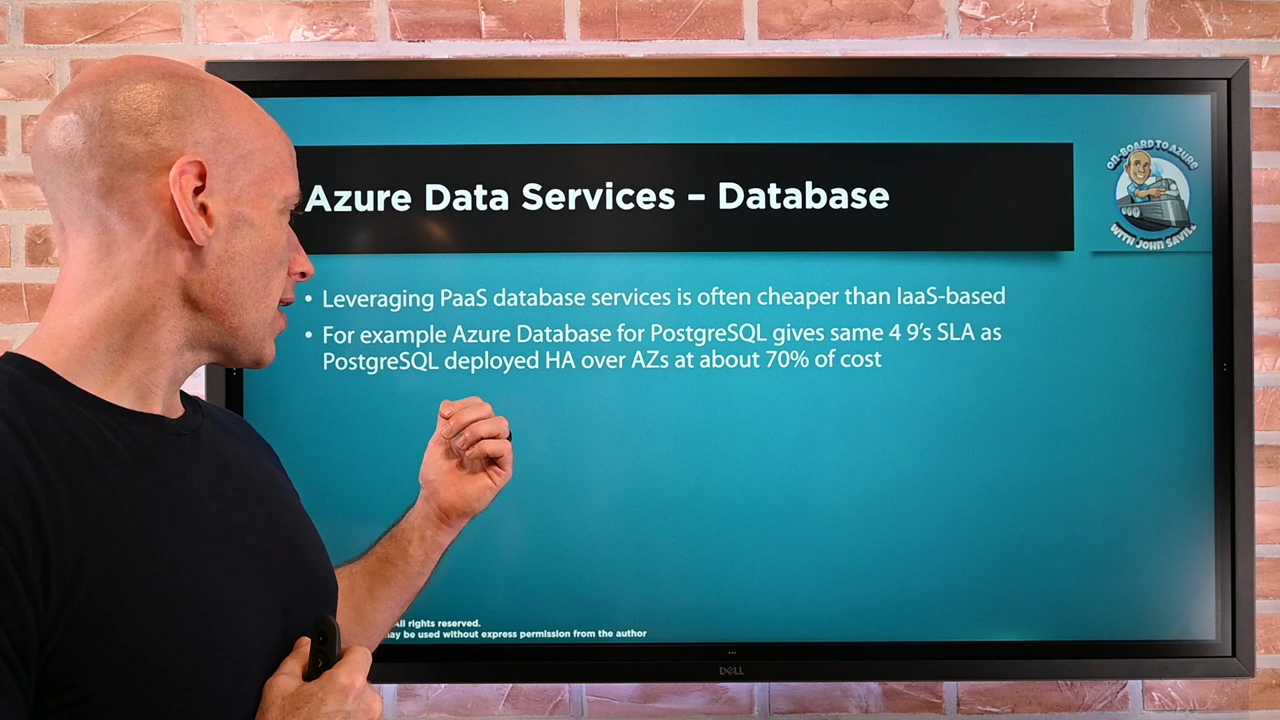 Azure Data Services – Database
ON-BOARD TO AZURE
WITH JOHN SAVILL
• Leveraging PaaS database services is often cheaper than IaaS-based
• For example Azure Database for PostgreSQL gives same 4 9's SLA as
PostgreSQL deployed HA over AZs at about 70% of cost
All rights reserved.
may be used without express permission from the author
DELL